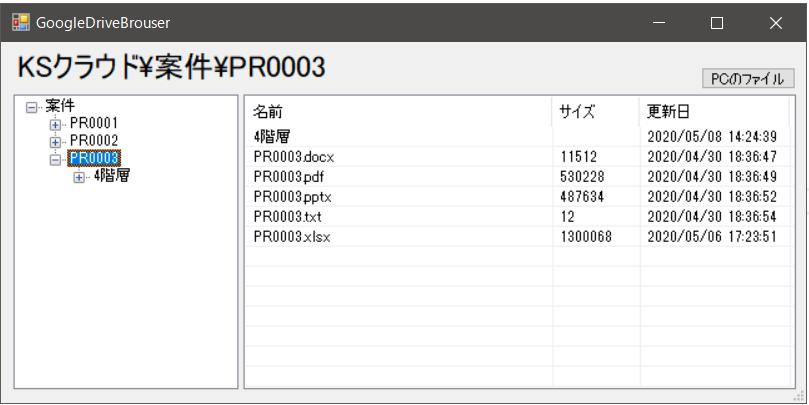 GoogleDriveBrouser
KSクラウド¥案件¥PR0003
PCのファイル
案件
PR0001
PR0002
PR0003
4階層
名前 サイズ 更新日
4階層 2020/05/08 14:24:39
PR0003.docx 11512 2020/04/30 18:36:47
PR0003.pdf 530228 2020/04/30 18:36:49
PR0003.pptx 487634 2020/04/30 18:36:52
PR0003.txt 12 2020/04/30 18:36:54
PR0003.xlsx 1300068 2020/05/06 17:23:51